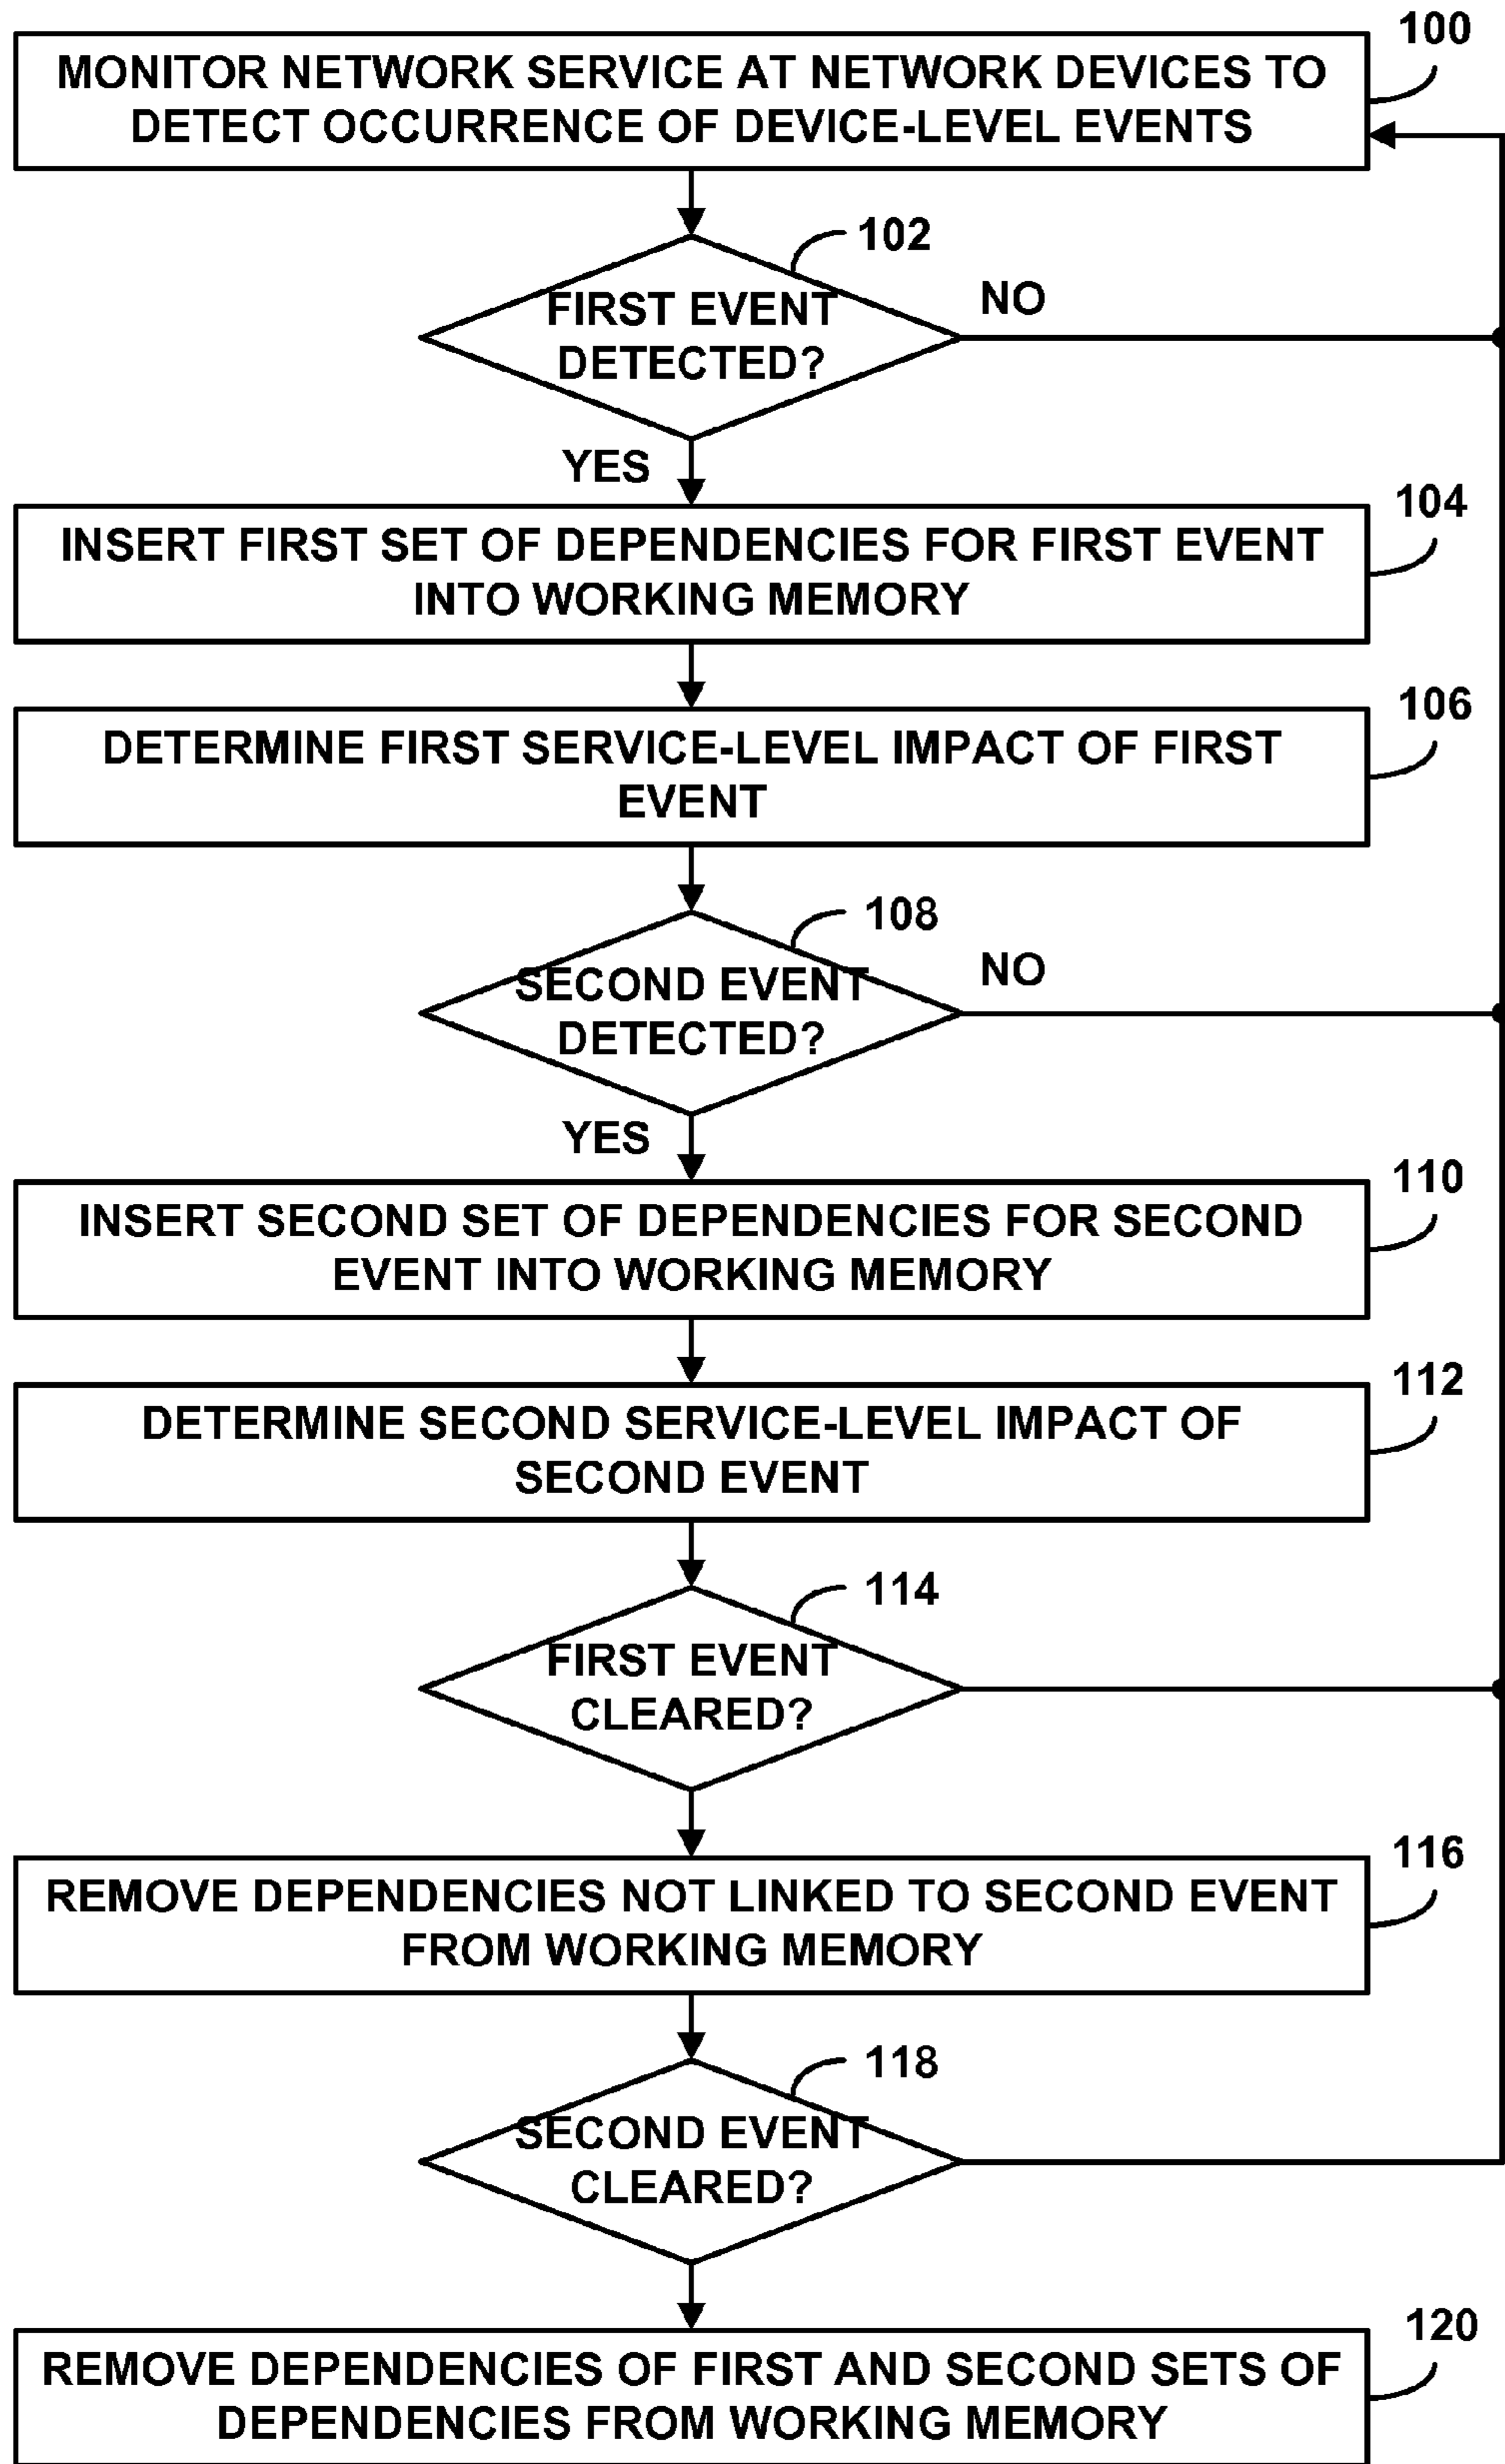 100
MONITOR NETWORK SERVICE AT NETWORK DEVICES TO
DETECT OCCURRENCE OF DEVICE-LEVEL EVENTS
102
FIRST EVENT
DETECTED?
NO
YES
104
INSERT FIRST SET OF DEPENDENCIES FOR FIRST EVENT
INTO WORKING MEMORY
106
DETERMINE FIRST SERVICE-LEVEL IMPACT OF FIRST
EVENT
108
SECOND EVENT
DETECTED?
NO
YES
110
INSERT SECOND SET OF DEPENDENCIES FOR SECOND
EVENT INTO WORKING MEMORY
112
DETERMINE SECOND SERVICE-LEVEL IMPACT OF
SECOND EVENT
114
FIRST EVENT
CLEARED?
116
REMOVE DEPENDENCIES NOT LINKED TO SECOND EVENT
FROM WORKING MEMORY
118
SECOND EVENT
CLEARED?
120
REMOVE DEPENDENCIES OF FIRST AND SECOND SETS OF
DEPENDENCIES FROM WORKING MEMORY